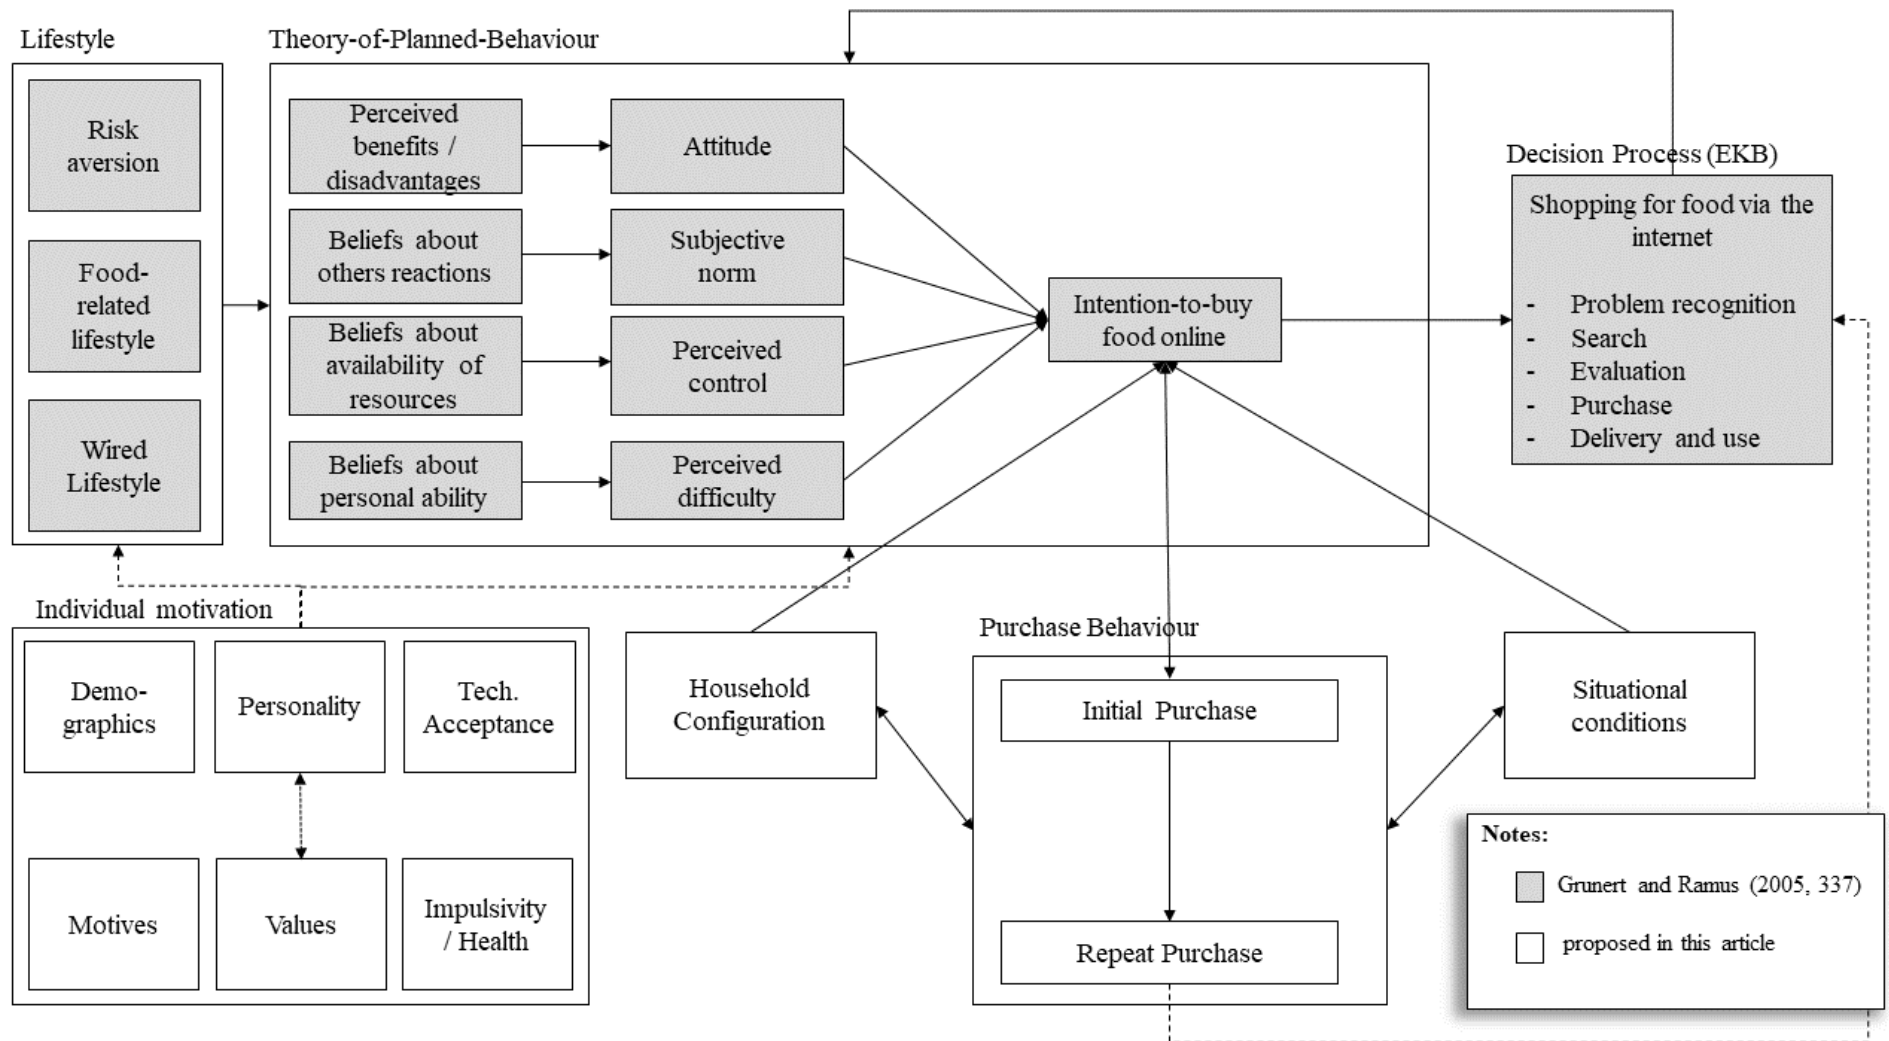 Lifestyle
Risk
aversion
Food-
related
lifestyle
Wired
Lifestyle
Theory-of-Planned-Behaviour
Perceived
benefits /
disadvantages
Attitude
Beliefs about
others reactions
Subjective
norm
Beliefs about
availability of
resources
Perceived
control
Beliefs about
personal ability
Perceived
difficulty
Intention-to-buy
food online
Decision Process (EKB)
Shopping for food via the
internet
- Problem recognition
- Search
- Evaluation
- Purchase
- Delivery and use
Individual motivation
Demo-
graphics
Personality
Tech.
Acceptance
Motives
Values
Impulsivity
/ Health
Household
Configuration
Purchase Behaviour
Initial Purchase
Repeat Purchase
Situational
conditions
Notes:
Grunert and Ramus (2005, 337)
proposed in this article